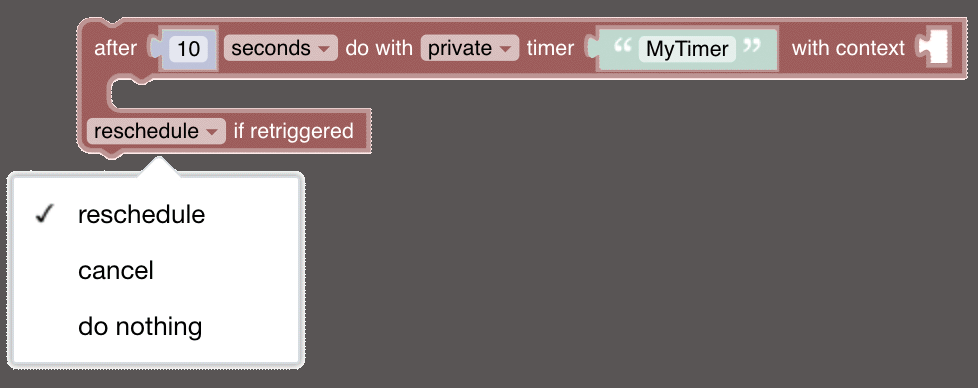 after 10 seconds do with private timer “ MyTimer ” with context
reschedule if retriggered
✓ reschedule
cancel
do nothing